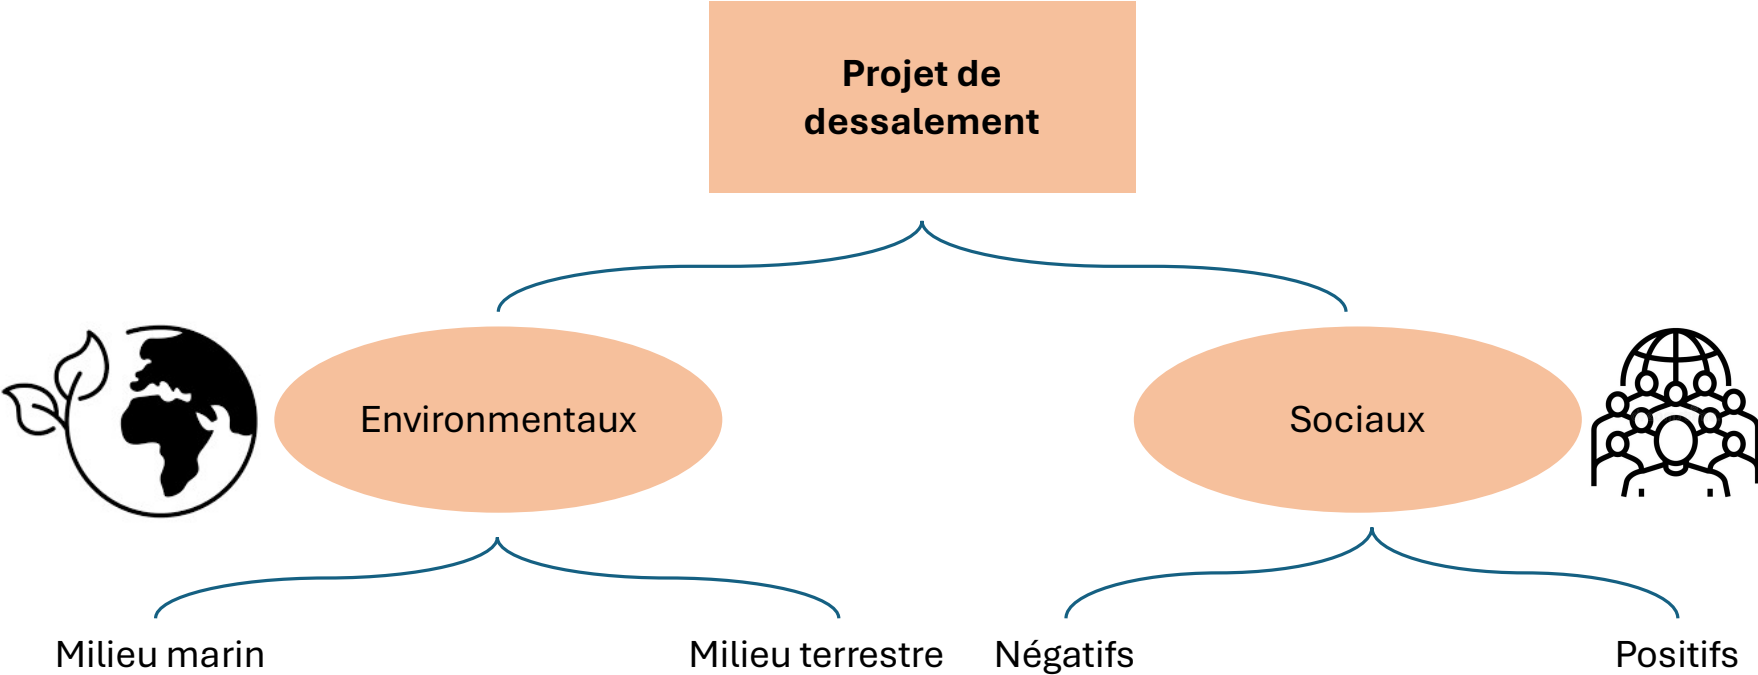 Projet de
dessalement
Environmentaux
Sociaux
Milieu marin
Milieu terrestre
Négatifs
Positifs